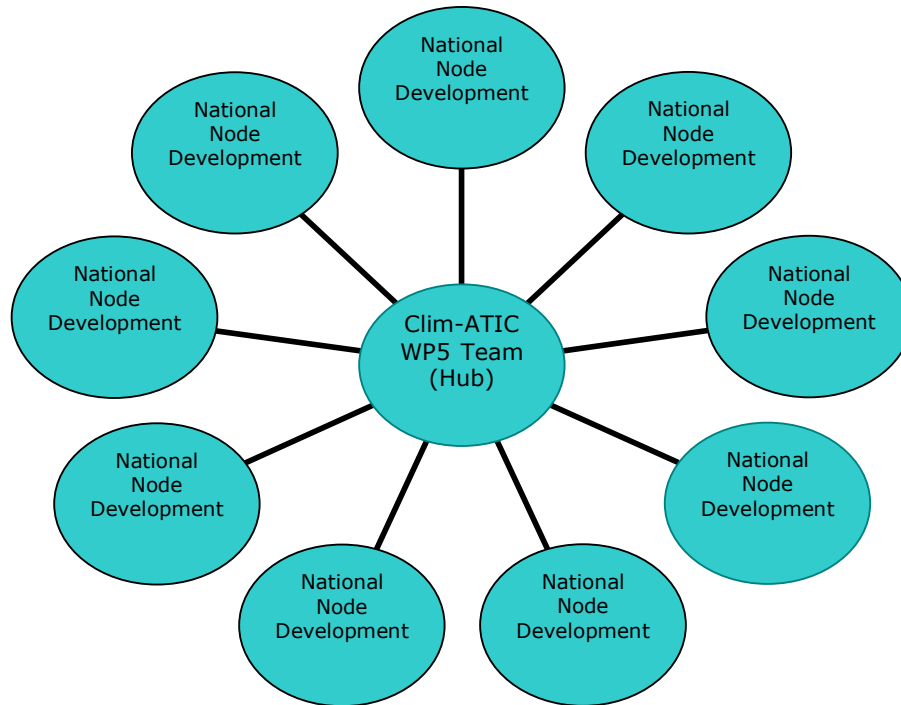 National
Node
Development
National
Node
Development
National
Node
Development
National
Node
Development
National
Node
Development
Clim-ATIC
WP5 Team
(Hub)
National
Node
Development
National
Node
Development
National
Node
Development
National
Node
Development